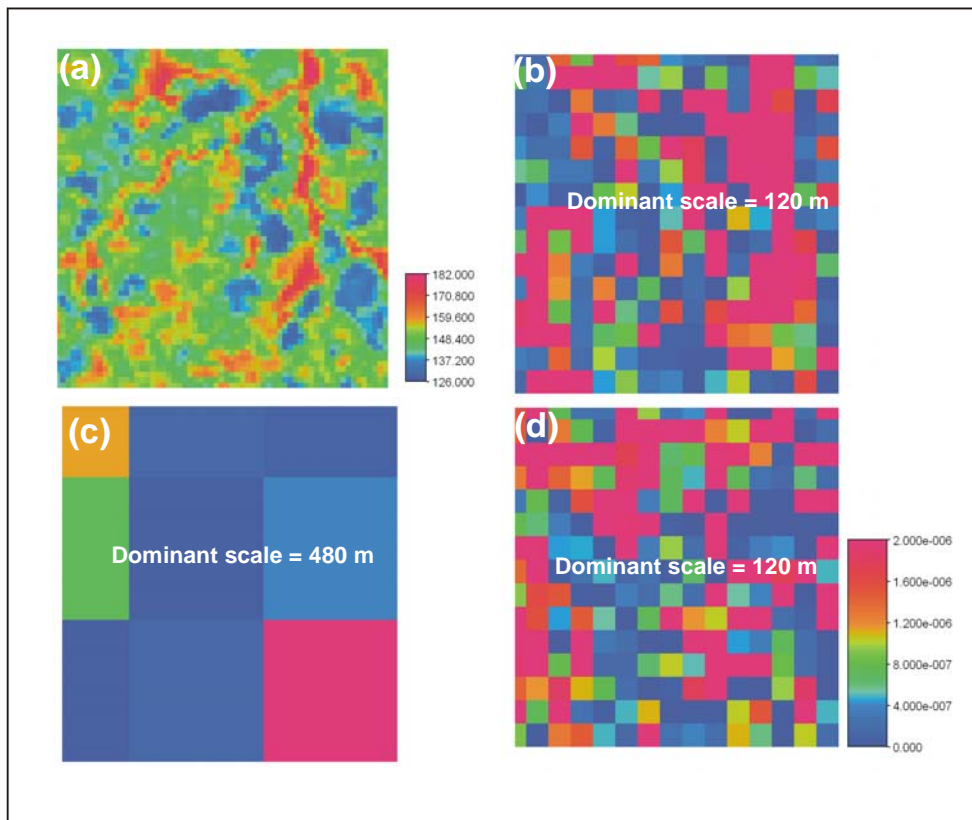 (a)
182.000
170.800
159.600
148.400
137.200
126.000
(b)
Dominant scale = 120 m
(c)
Dominant scale = 480 m
(d)
Dominant scale = 120 m
2.000e-006
1.600e-006
1.200e-006
8.000e-007
4.000e-007
0.000